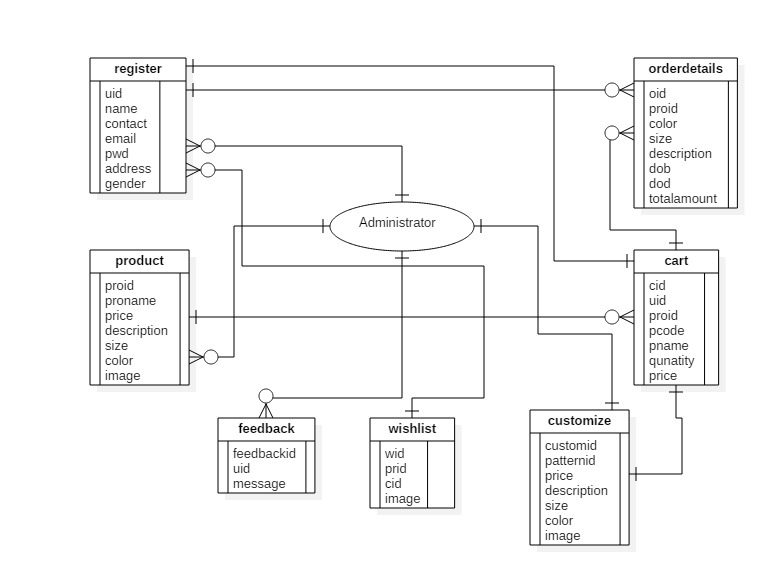 register
uid
name
contact
email
pwd
address
gender
orderdetails
oid
proid
color
size
description
dob
dod
totalamount
Administrator
product
proid
proname
price
description
size
color
image
cart
cid
uid
proid
pcode
pname
qunatity
price
feedback
feedbackid
uid
message
wishlist
wid
prid
cid
image
customize
customid
patternid
price
description
size
color
image